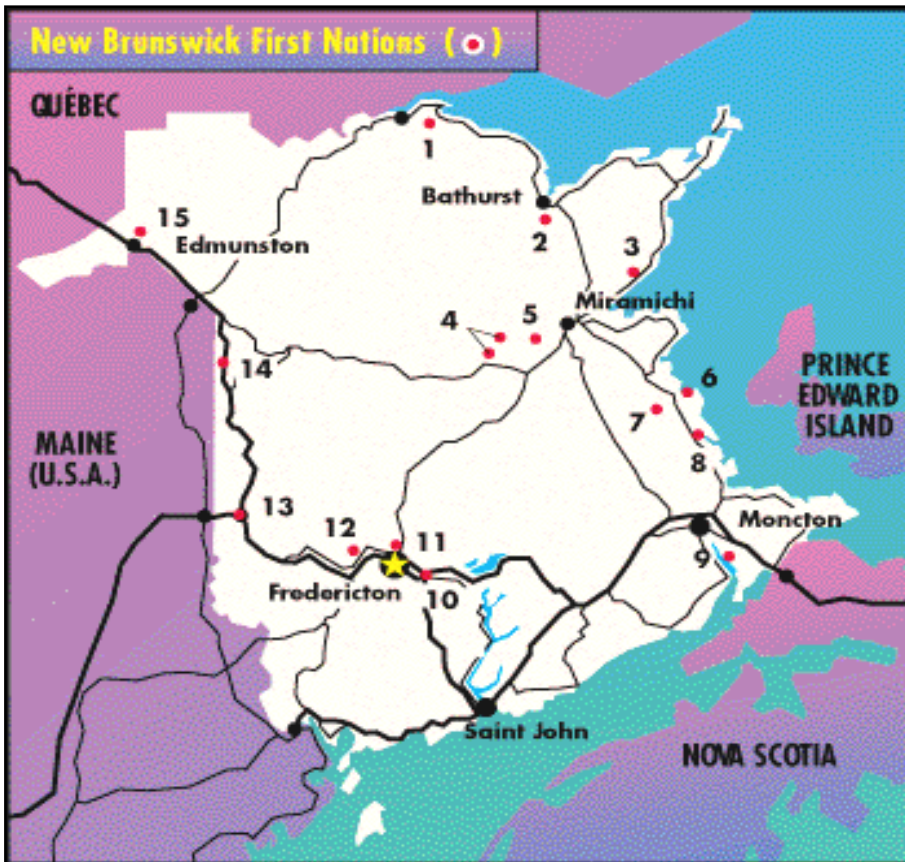 New Brunswick First Nations ( )
QUÉBEC
1
Bathurst
15
Edmunston
2
3
Miramichi
4
5
14
PRINCE
EDWARD
ISLAND
6
7
MAINE
(U.S.A.)
8
13
Moncton
12
11
9
Fredericton
10
Saint John
NOVA SCOTIA